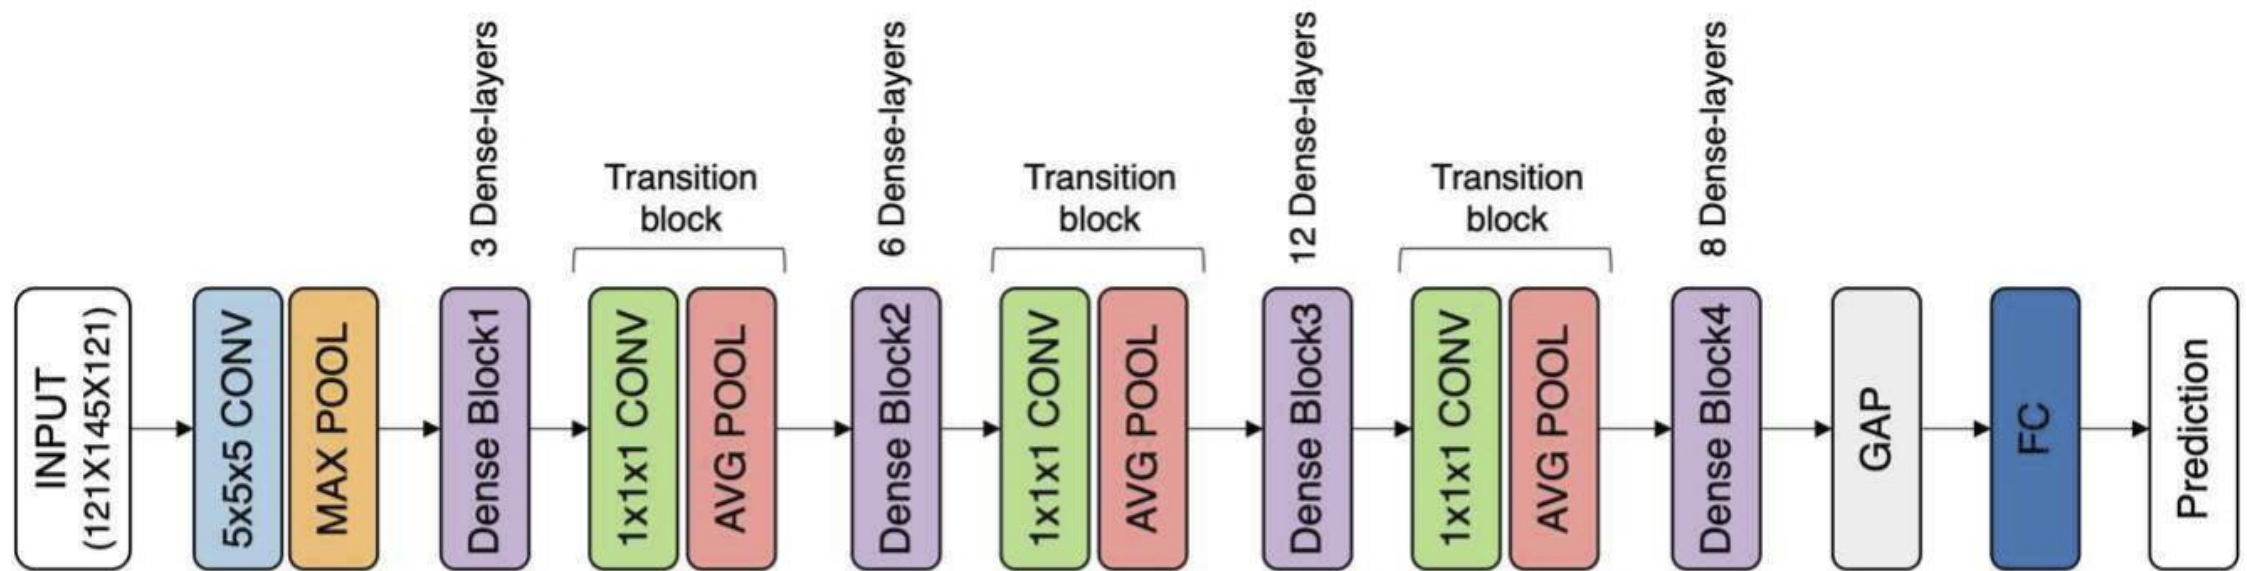 INPUT
(121X145X121)
5x5x5 CONV
MAX POOL
3 Dense-layers
Dense Block1
Transition
block
1x1x1 CONV
AVG POOL
6 Dense-layers
Dense Block2
Transition
block
1x1x1 CONV
AVG POOL
12 Dense-layers
Dense Block3
Transition
block
1x1x1 CONV
AVG POOL
8 Dense-layers
Dense Block4
GAP
FC
Prediction